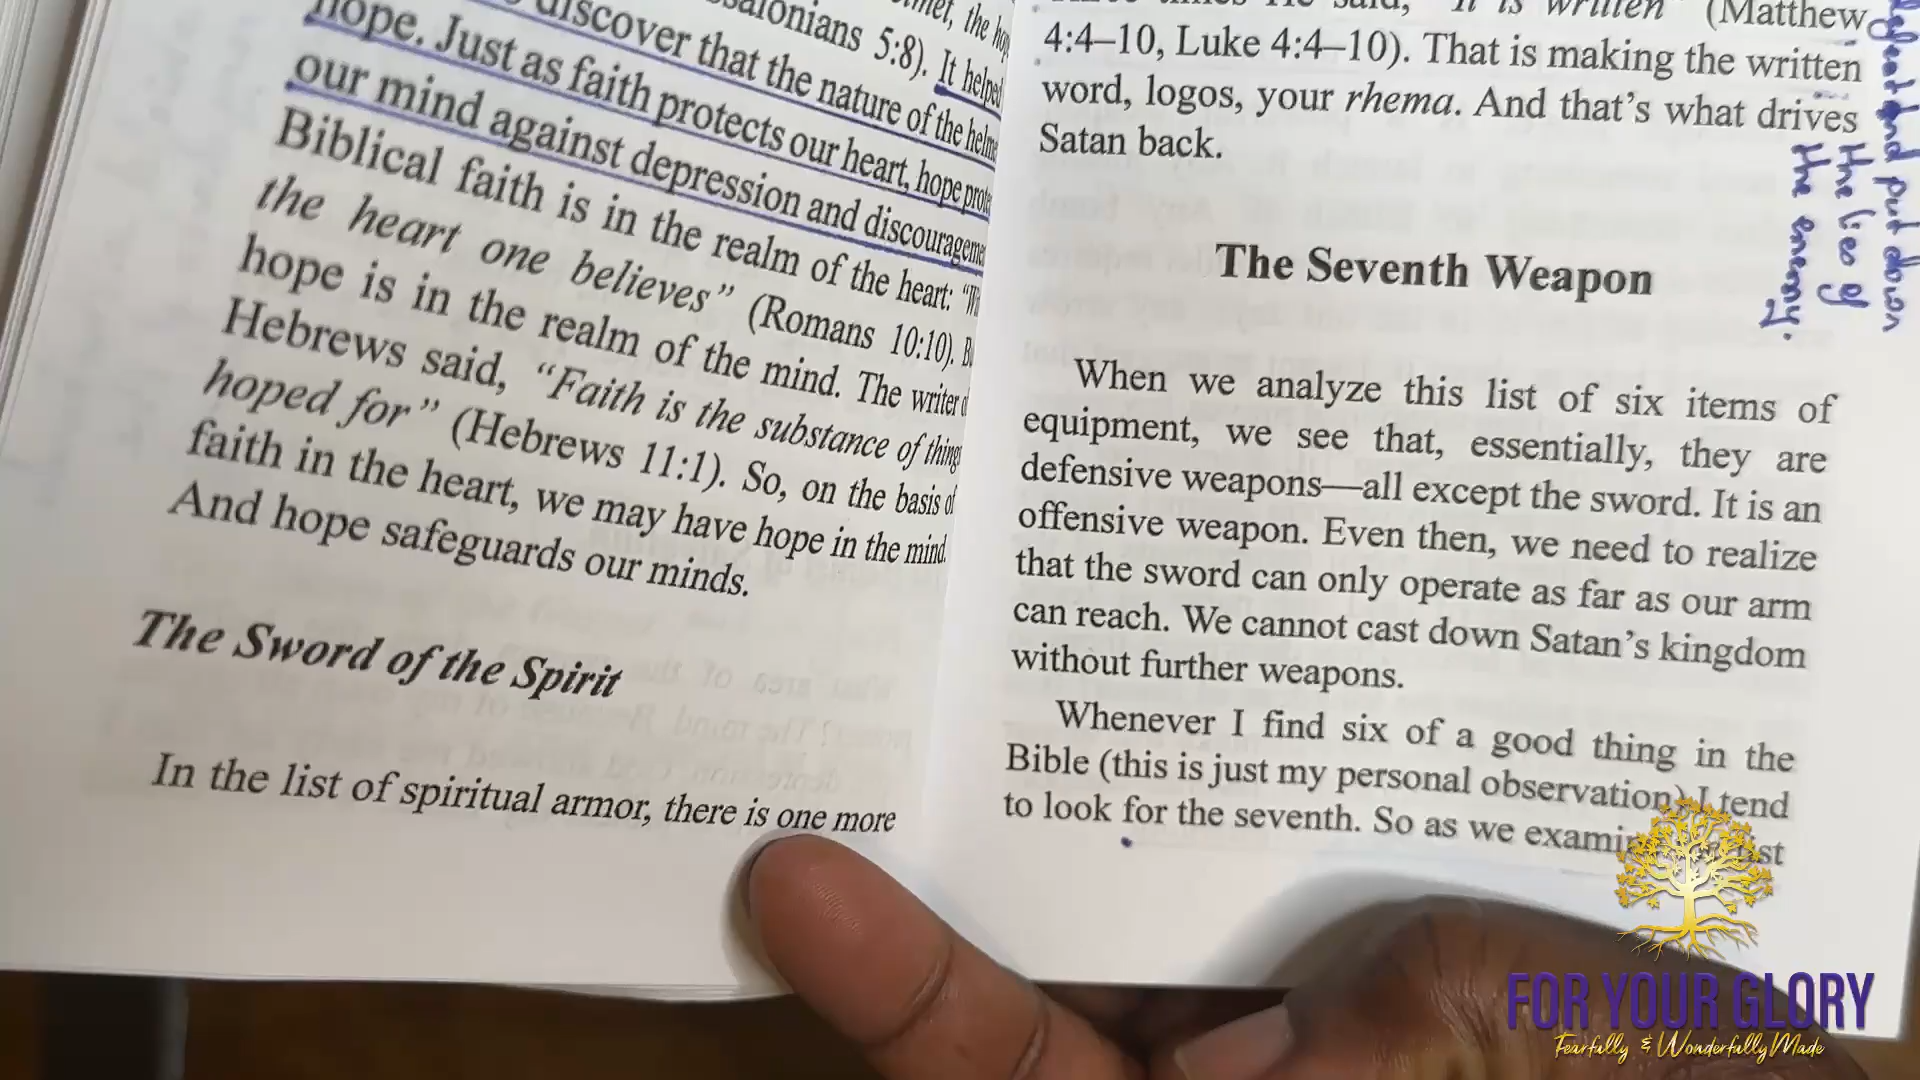 5:8). It helped
discover that the nature of the
hope. Just as faith protects our heart, hope
our mind against depression and
Biblical faith is in the realm of the heart:
the heart one believes” (Romans 10:10).
hope is in the realm of the mind. The writer
Hebrews said, “Faith is the substance of
hoped for” (Hebrews 11:1). So, on the basis of
faith in the heart, we may have hope in the mind.
And hope safeguards our minds.
The Sword of the Spirit
In the list of spiritual armor, there is one more
times He said, “It is written” (Matthew
4:4–10, Luke 4:4–10). That is making the written
word, logos, your rhema. And that’s what drives
Satan back.
The Seventh Weapon
When we analyze this list of six items of
equipment, we see that, essentially, they are
defensive weapons—all except the sword. It is an
offensive weapon. Even then, we need to realize
that the sword can only operate as far as our arm
can reach. We cannot cast down Satan’s kingdom
without further weapons.
Whenever I find six of a good thing in the
Bible (this is just my personal observation) I tend
to look for the seventh. So as we
and put down
the lies of
the enemy.
FOR YOUR GLORY
Fearfully & Wonderfully Made